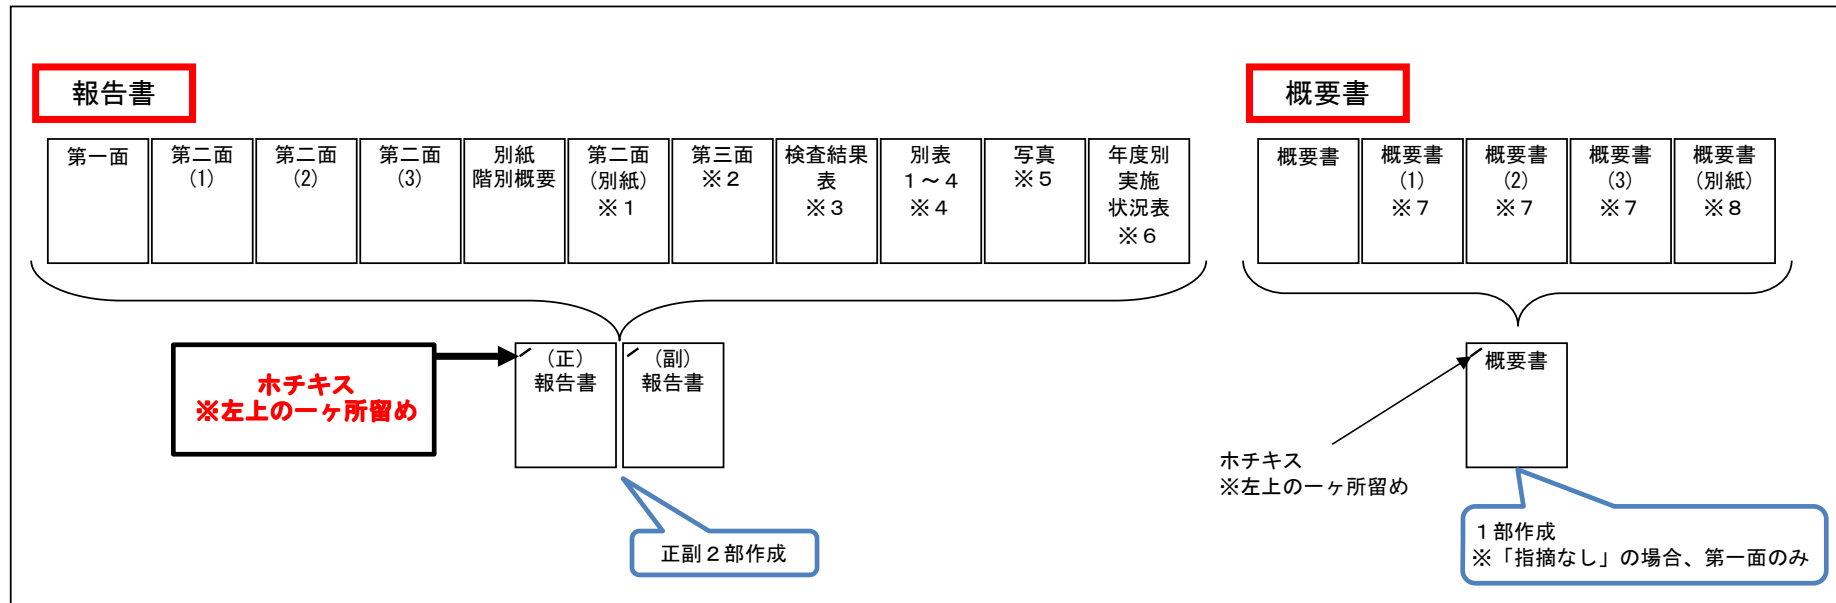 報告書
第一面
第二面
(1)
第二面
(2)
第二面
(3)
別紙
階別概要
第二面
(別紙)
※１
第三面
※２
検査結果
表
※３
別表
１～４
※４
写真
※５
年度別
実施
状況表
※６
概要書
概要書
概要書
(1)
※７
概要書
(2)
※７
概要書
(3)
※７
概要書
(別紙)
※８
ホチキス
※左上の一ヶ所留め
(正)
報告書
(副)
報告書
正副２部作成
概要書
ホチキス
※左上の一ヶ所留め
１部作成
※「指摘なし」の場合、第一面のみ